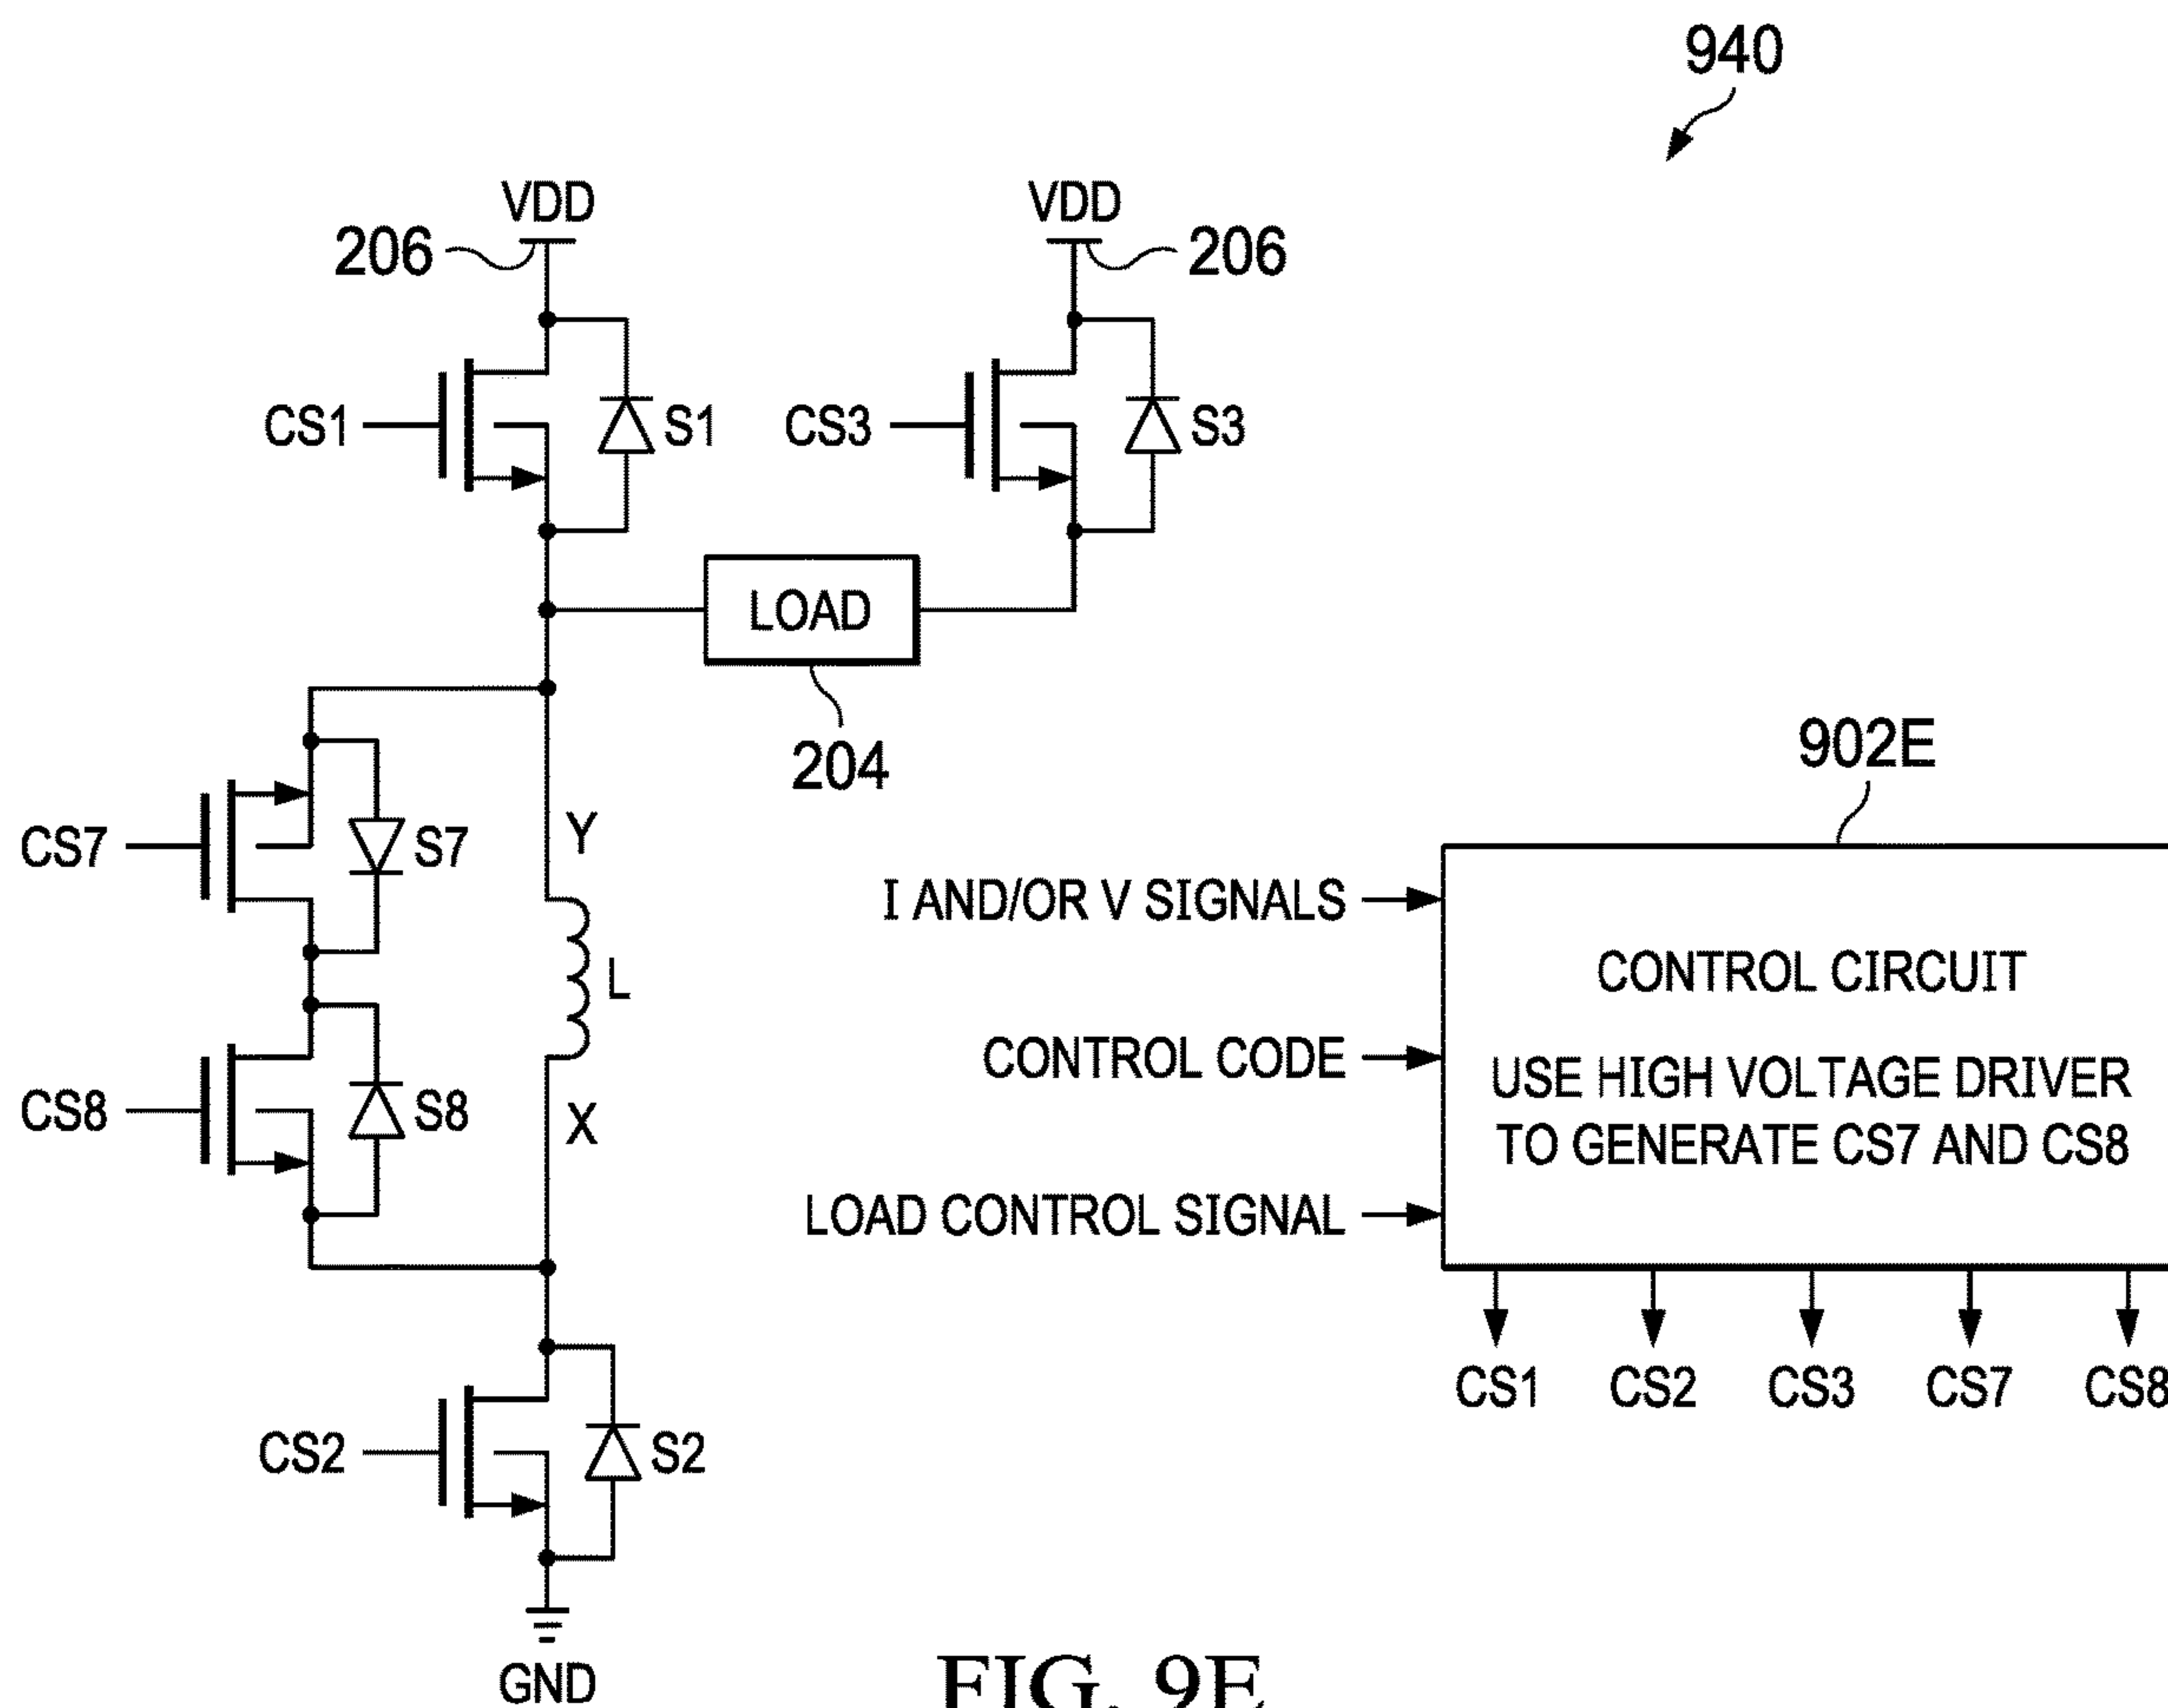 940
VDD
VDD
206
206
CS1
S1
CS3
S3
LOAD
204
902E
CS7
S7
Y
I AND/OR V SIGNALS
L
CONTROL CIRCUIT
CONTROL CODE
USE HIGH VOLTAGE DRIVER
TO GENERATE CS7 AND CS8
CS8
S8
X
LOAD CONTROL SIGNAL
CS1
CS2
CS3
CS7
CS8
CS2
S2
GND
FIG. 9E